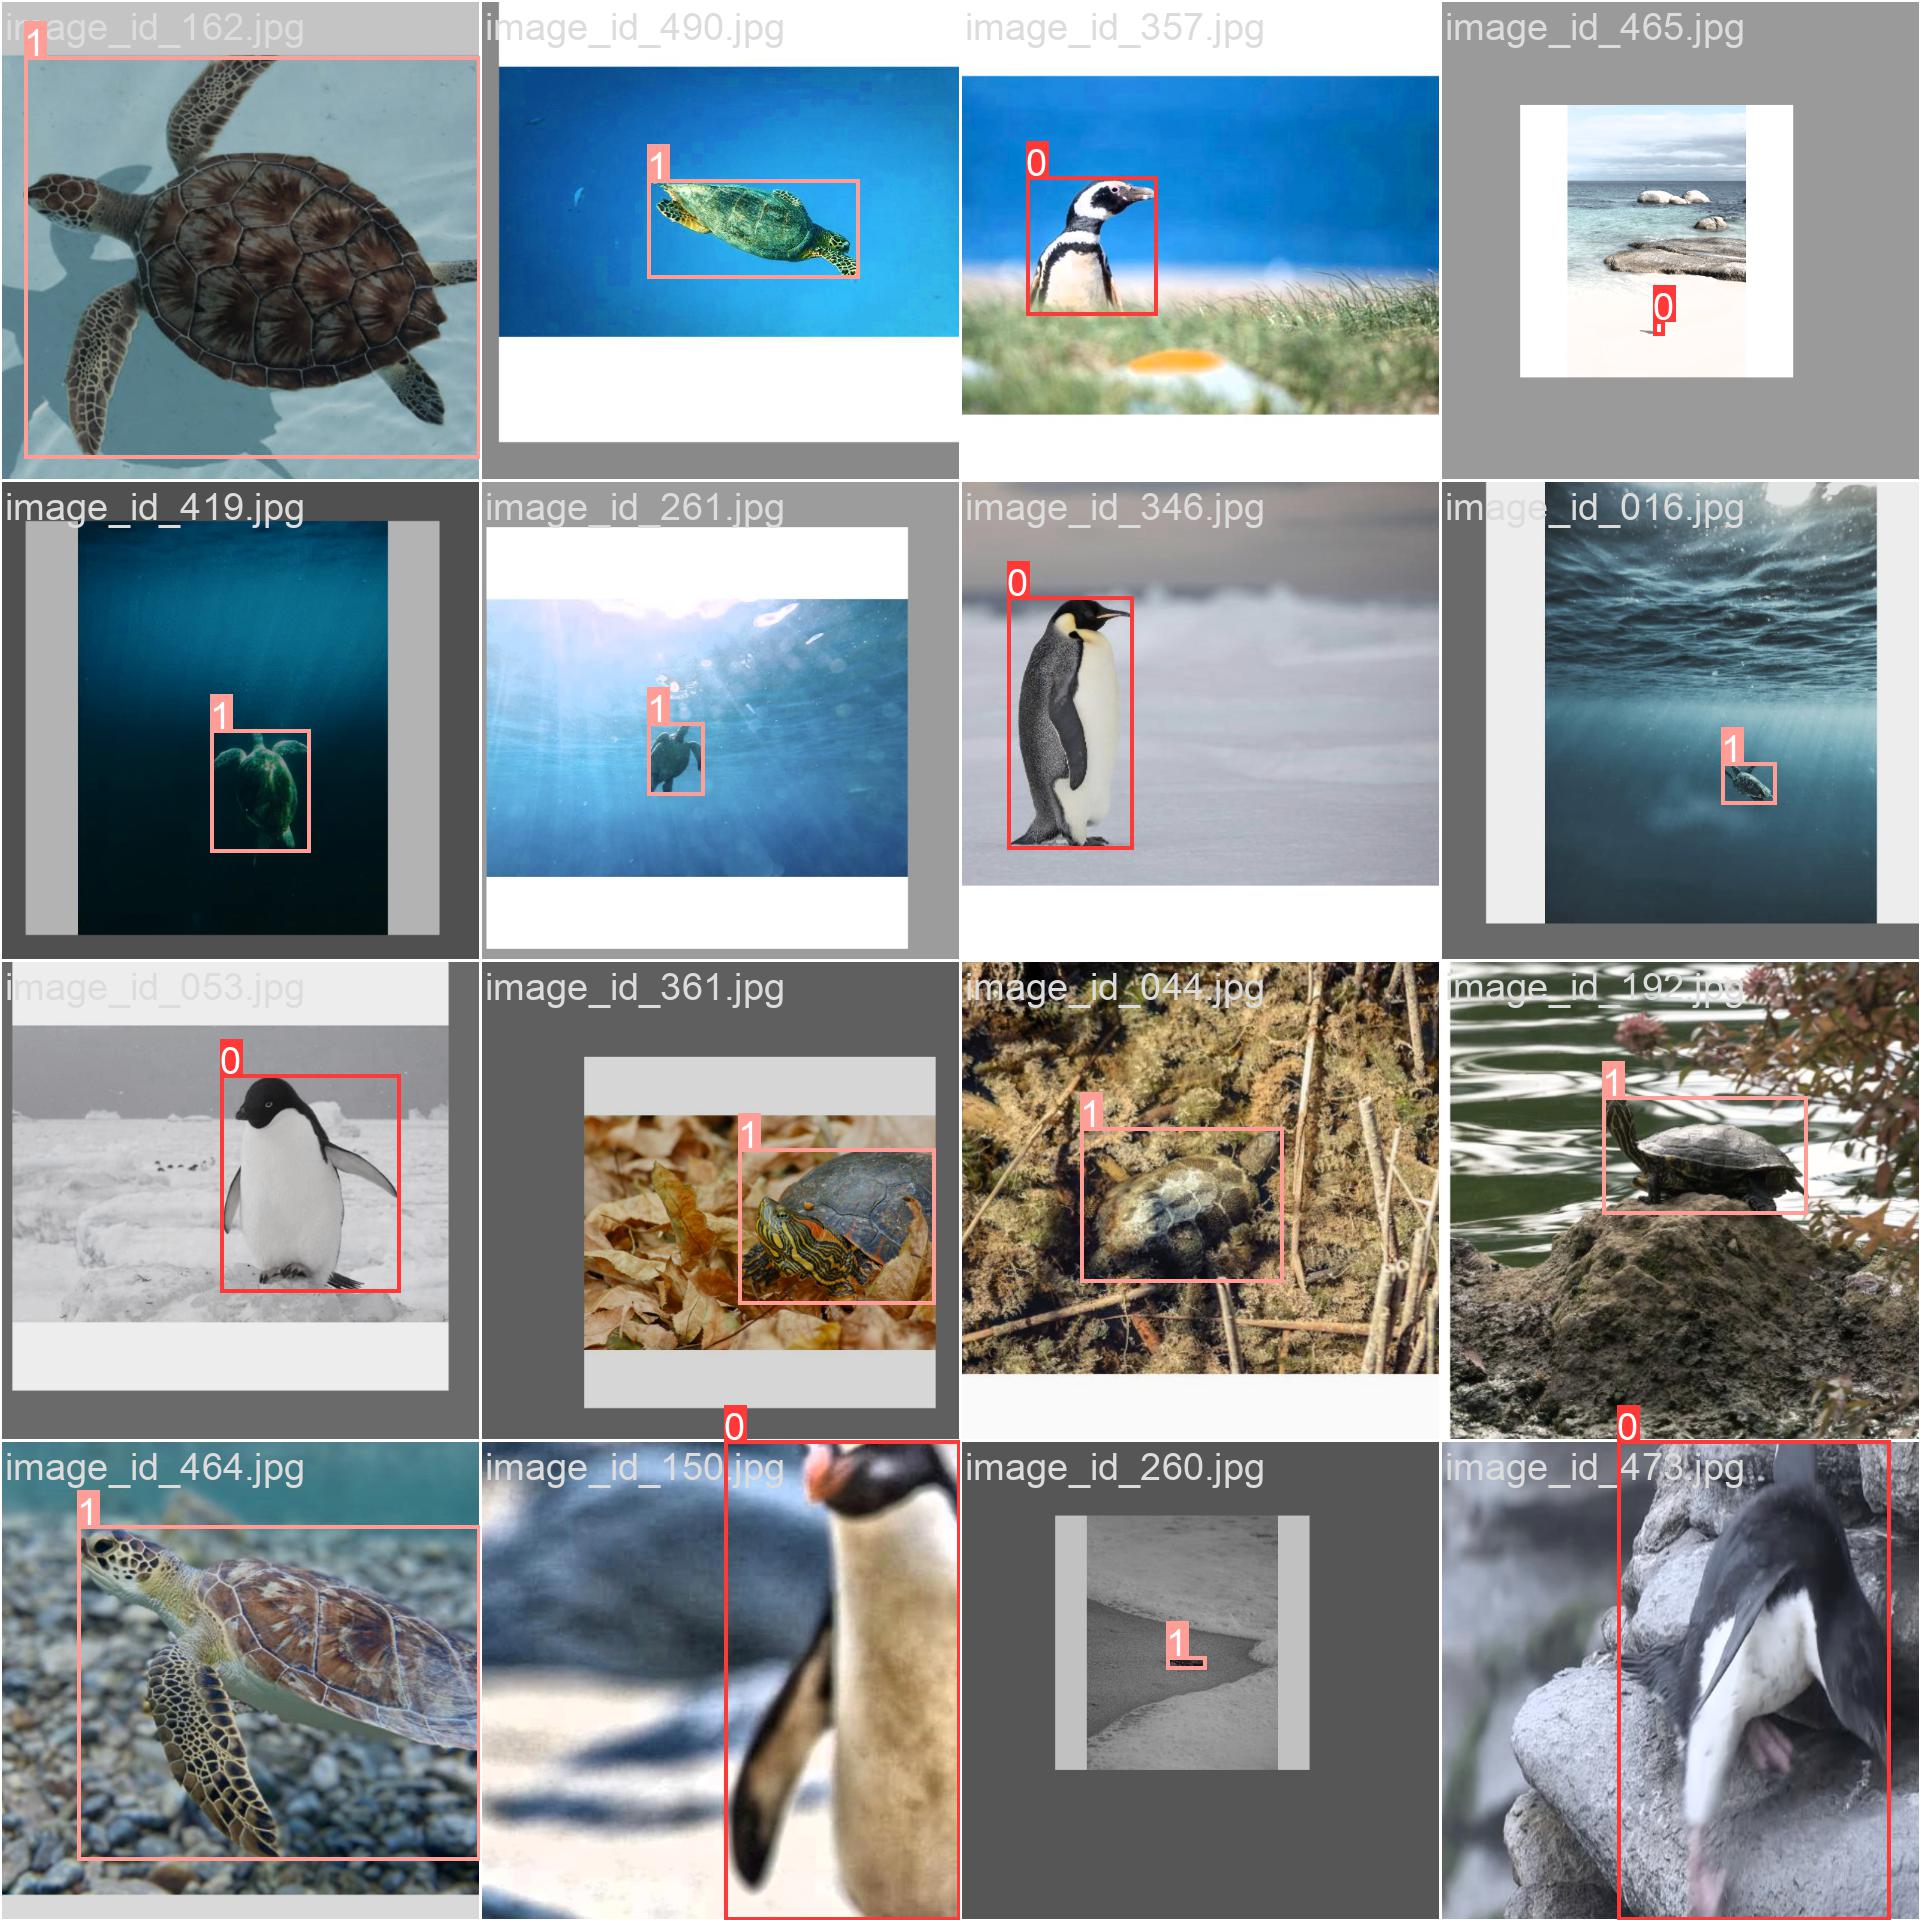 image_id_162.jpg
1
image_id_490.jpg
1
image_id_357.jpg
0
image_id_465.jpg
0
image_id_419.jpg
1
image_id_261.jpg
1
image_id_346.jpg
0
image_id_016.jpg
1
image_id_053.jpg
0
image_id_361.jpg
1
image_id_044.jpg
1
image_id_192.jpg
1
image_id_464.jpg
1
image_id_150.jpg
0
image_id_260.jpg
1
image_id_473.jpg
0